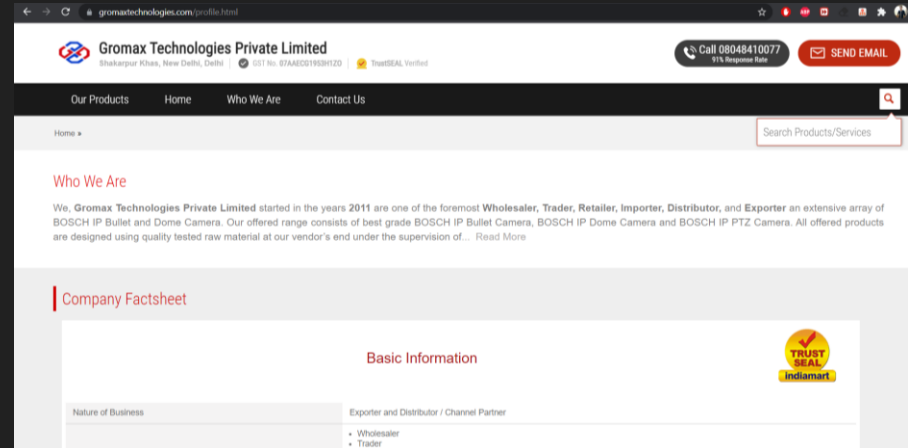 gromaxtechnologies.com/profile.html
Gromax Technologies Private Limited
Shakarpur Khas, New Delhi, Delhi | GST No. 07AAECG1958H1Z0 | TrustSEAL Verified
Call 08048410077
91% Response Rate
SEND EMAIL
Our Products Home Who We Are Contact Us
Home »
Search Products/Services
Who We Are
We, Gromax Technologies Private Limited started in the years 2011 are one of the foremost Wholesaler, Trader, Retailer, Importer, Distributor, and Exporter an extensive array of
BOSCH IP Bullet and Dome Camera. Our offered range consists of best grade BOSCH IP Bullet Camera, BOSCH IP Dome Camera and BOSCH IP PTZ Camera. All offered products
are designed using quality tested raw material at our vendor's end under the supervision of... Read More
Company Factsheet
Basic Information
TRUST
SEAL
indiamart
Nature of Business Exporter and Distributor / Channel Partner
• Wholesaler
• Trader